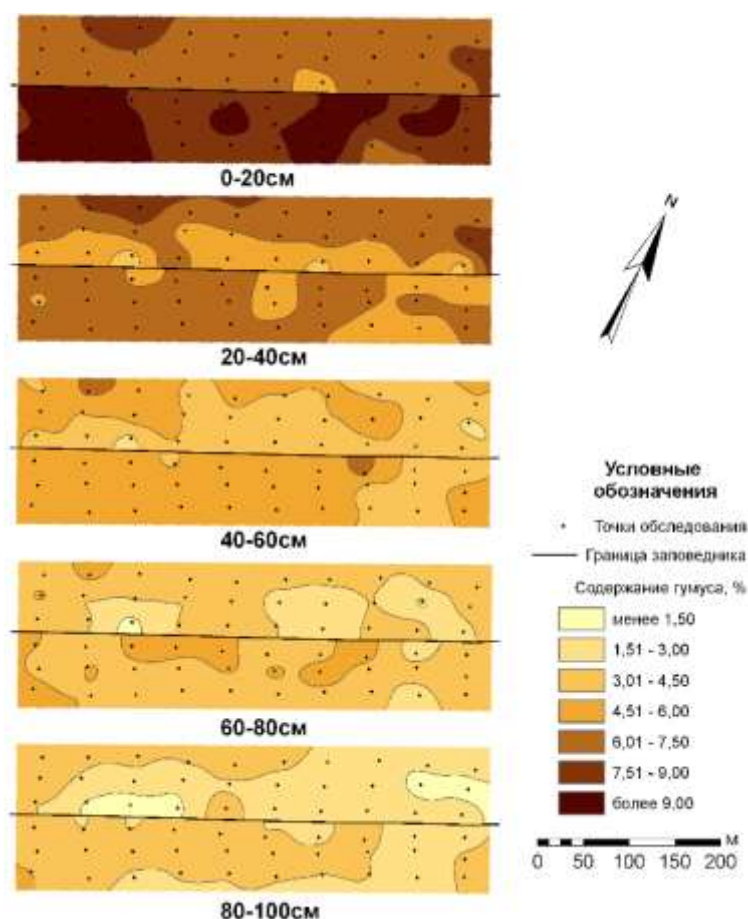 0-20см
20-40см
40-60см
60-80см
80-100см
N
Условные
обозначения
Точки обследования
Граница заповедника
Содержание гумуса, %
менее 1,50
1,51 - 3,00
3,01 - 4,50
4,51 - 6,00
6,01 - 7,50
7,51 - 9,00
более 9,00
м
0 50 100 150 200